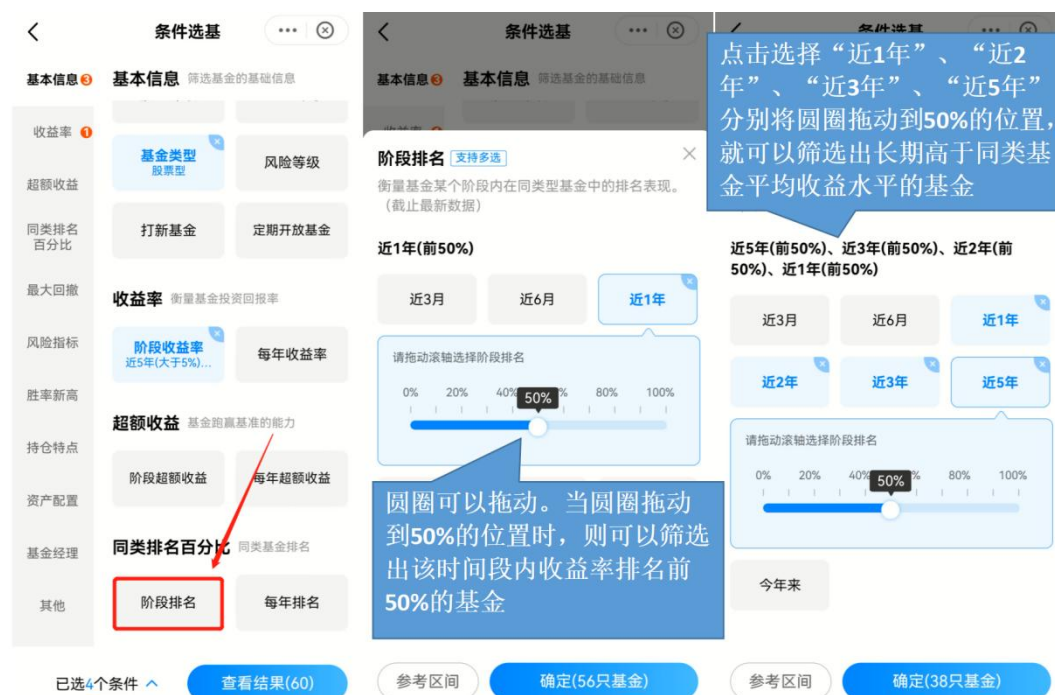 条件选基
基本信息3
收益率 1
超额收益
同类排名
百分比
最大回撤
风险指标
胜率新高
持仓特点
资产配置
基金经理
其他
基本信息 筛选基金的基础信息
基金类型
股票型
风险等级
打新基金
定期开放基金
收益率 衡量基金投资回报率
阶段收益率
近5年(大于5%)...
每年收益率
超额收益 基金跑赢基准的能力
阶段超额收益
每年超额收益
同类排名百分比 同类基金排名
阶段排名
每年排名
已选4个条件
查看结果(60)
条件选基
基本信息3
基本信息 筛选基金的基础信息
阶段排名 支持多选
衡量基金某个阶段内在同类型基金中的排名表现。
（截止最新数据）
近1年(前50%)
近3月
近6月
近1年
请拖动滚轴选择阶段排名
0% 20% 40% 50% 80% 100%
圆圈可以拖动。当圆圈拖动
到50%的位置时，则可以筛选
出该时间段内收益率排名前
50%的基金
参考区间
确定(56只基金)
点击选择“近1年”、“近2
年”、“近3年”、“近5年”
分别将圆圈拖动到50%的位置，
就可以筛选出长期高于同类基
金平均收益水平的基金
近5年(前50%)、近3年(前50%)、近2年(前
50%)、近1年(前50%)
近3月
近6月
近1年
近2年
近3年
近5年
请拖动滚轴选择阶段排名
0% 20% 40% 50% 80% 100%
今年来
参考区间
确定(38只基金)